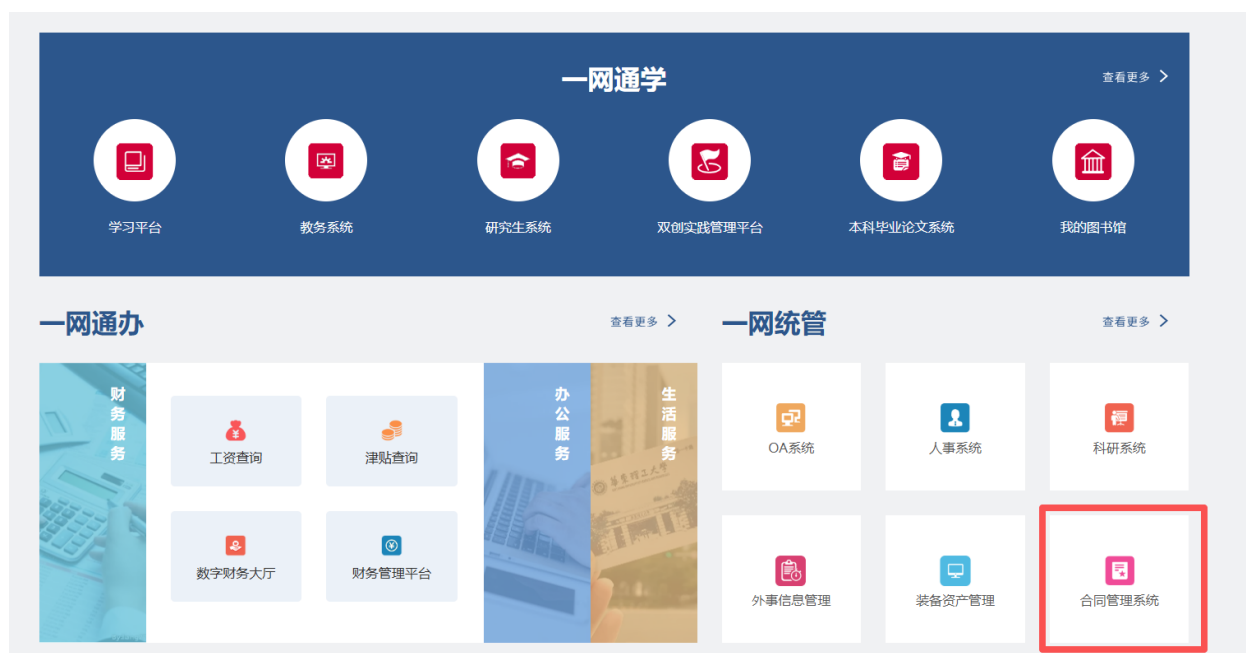 一网通学
查看更多
学习平台
教务系统
研究生系统
双创实践管理平台
本科毕业论文系统
我的图书馆
一网通办
查看更多
财务服务
工资查询
津贴查询
数字财务大厅
财务管理平台
办公服务
生活服务
華東理工大學
一网统管
查看更多
OA系统
人事系统
科研系统
外事信息管理
装备资产管理
合同管理系统